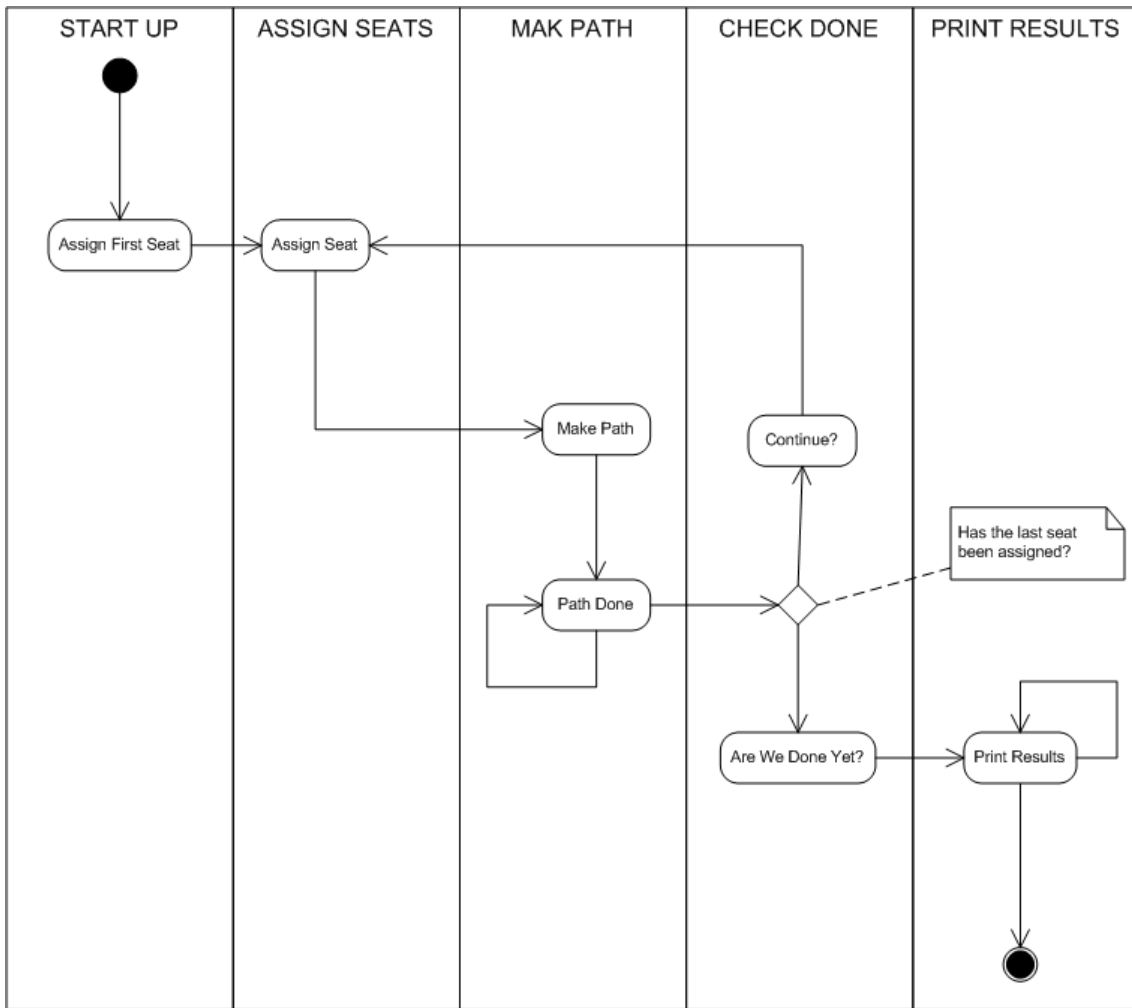 START UP
ASSIGN SEATS
MAK PATH
CHECK DONE
PRINT RESULTS
Assign First Seat
Assign Seat
Make Path
Continue?
Has the last seat
been assigned?
Path Done
Are We Done Yet?
Print Results